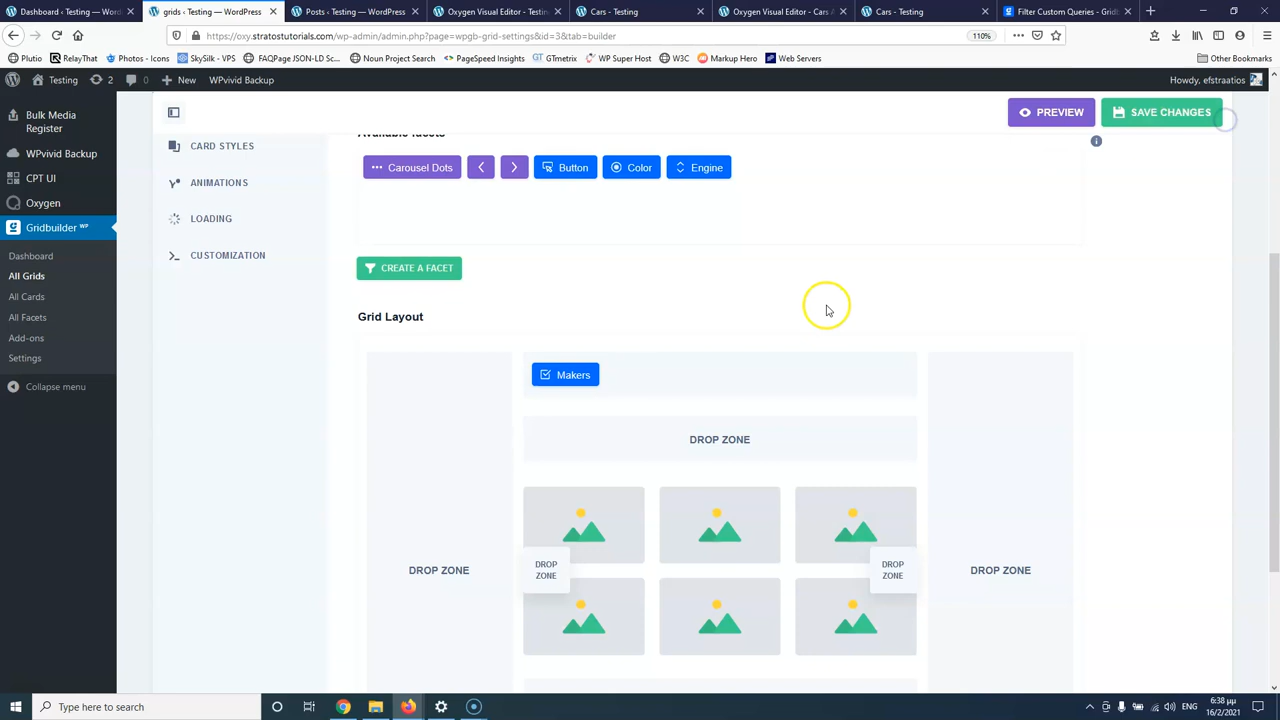 Dashboard ‹ Testing — WordPr
grids ‹ Testing — WordPress
Posts ‹ Testing — WordPress
Oxygen Visual Editor - Testing -
Cars - Testing
Oxygen Visual Editor - Cars A
Cars - Testing
Filter Custom Queries - Grid
https://oxy.stratostutorials.com/wp-admin/admin.php?page=wpgb-grid-settings&id=3&tab=builder
110%
Plutio
RelayThat
Photos - Icons
SkySilk - VPS
FAQPage JSON-LD Sc...
Noun Project Search
PageSpeed Insights
GTmetrix
WP Super Host
W3C
Markup Hero
Web Servers
Other Bookmarks
Testing
2
0
New
WPvivid Backup
Howdy, efstraatios
Bulk Media
Register
WPvivid Backup
CPT UI
Oxygen
Gridbuilder WP
Dashboard
All Grids
All Cards
All Facets
Add-ons
Settings
Collapse menu
CARD STYLES
ANIMATIONS
LOADING
CUSTOMIZATION
PREVIEW
SAVE CHANGES
Available facets
Carousel Dots
Button
Color
Engine
CREATE A FACET
Grid Layout
Makers
DROP ZONE
DROP
ZONE
DROP
ZONE
DROP ZONE
DROP ZONE
Type here to search
ENG
6:38 μμ
16/2/2021